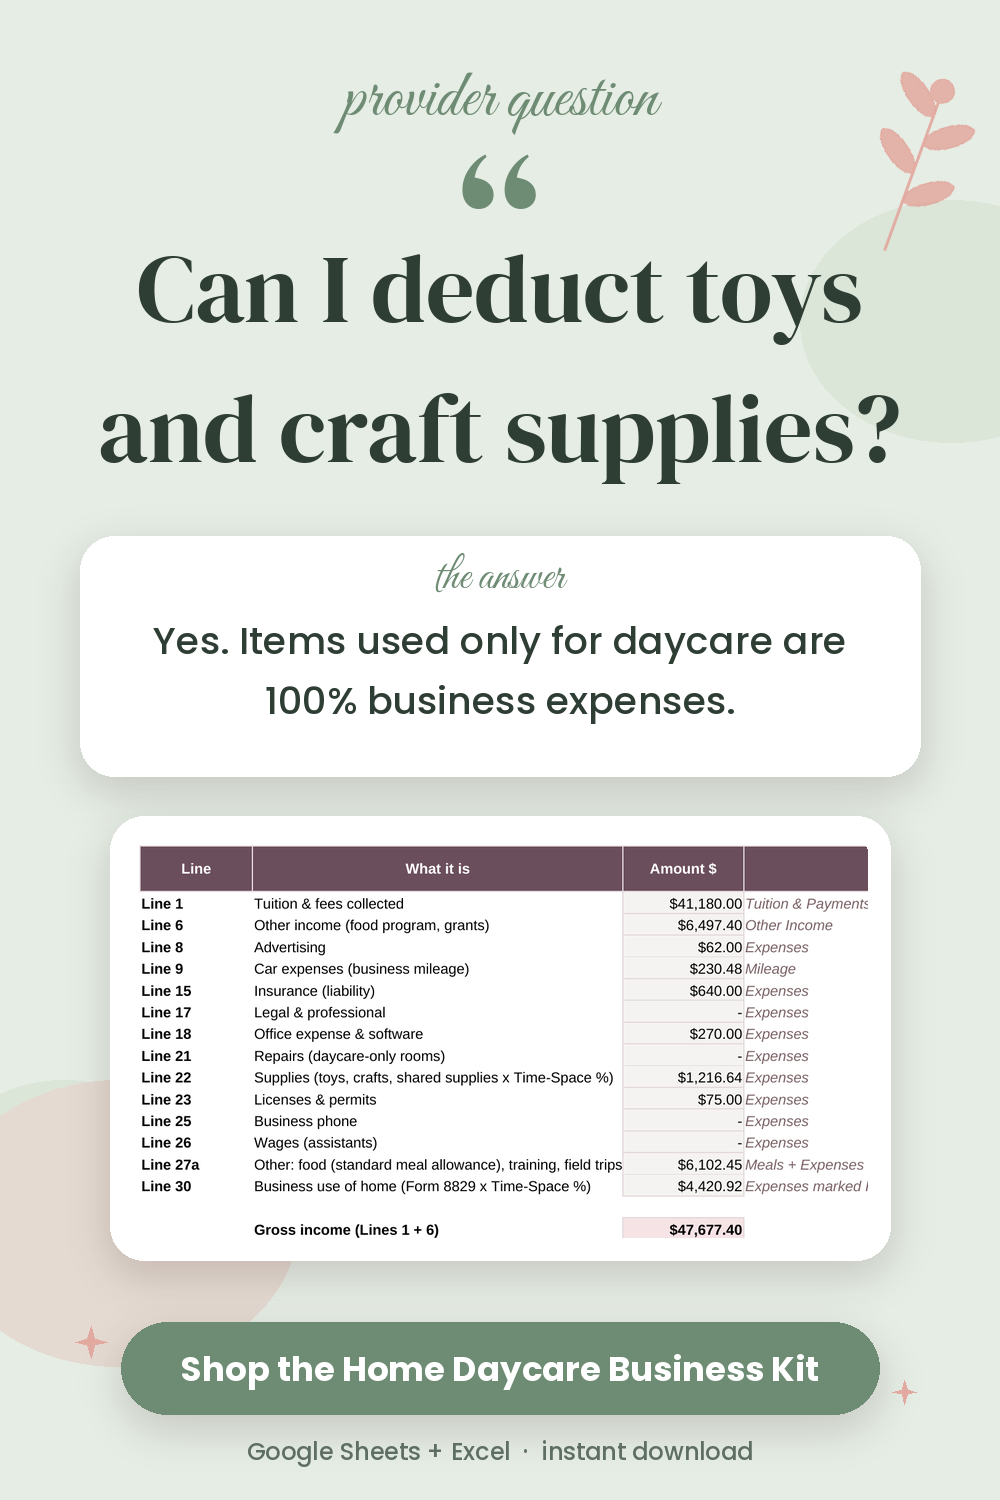 provider question
“
Can I deduct toys
and craft supplies?
the answer
Yes. Items used only for daycare are
100% business expenses.
Line What it is Amount $
Line 1 Tuition & fees collected $41,180.00 Tuition & Payments
Line 6 Other income (food program, grants) $6,497.40 Other Income
Line 8 Advertising $62.00 Expenses
Line 9 Car expenses (business mileage) $230.48 Mileage
Line 15 Insurance (liability) $640.00 Expenses
Line 17 Legal & professional - Expenses
Line 18 Office expense & software $270.00 Expenses
Line 21 Repairs (daycare-only rooms) - Expenses
Line 22 Supplies (toys, crafts, shared supplies x Time-Space %) $1,216.64 Expenses
Line 23 Licenses & permits $75.00 Expenses
Line 25 Business phone - Expenses
Line 26 Wages (assistants) - Expenses
Line 27a Other: food (standard meal allowance), training, field trips $6,102.45 Meals + Expenses
Line 30 Business use of home (Form 8829 x Time-Space %) $4,420.92 Expenses marked
Gross income (Lines 1 + 6) $47,677.40
Shop the Home Daycare Business Kit
Google Sheets + Excel · instant download